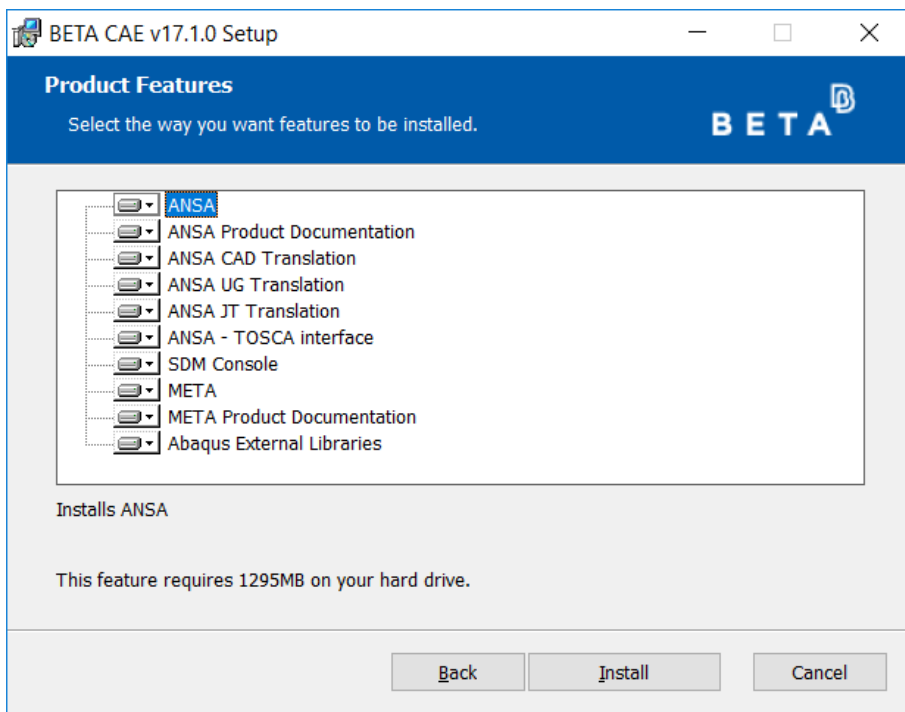 BETA CAE v17.1.0 Setup
Product Features
Select the way you want features to be installed.
BETA
ANSA
ANSA Product Documentation
ANSA CAD Translation
ANSA UG Translation
ANSA JT Translation
ANSA - TOSCA interface
SDM Console
META
META Product Documentation
Abaqus External Libraries
Installs ANSA
This feature requires 1295MB on your hard drive.
Back Install Cancel